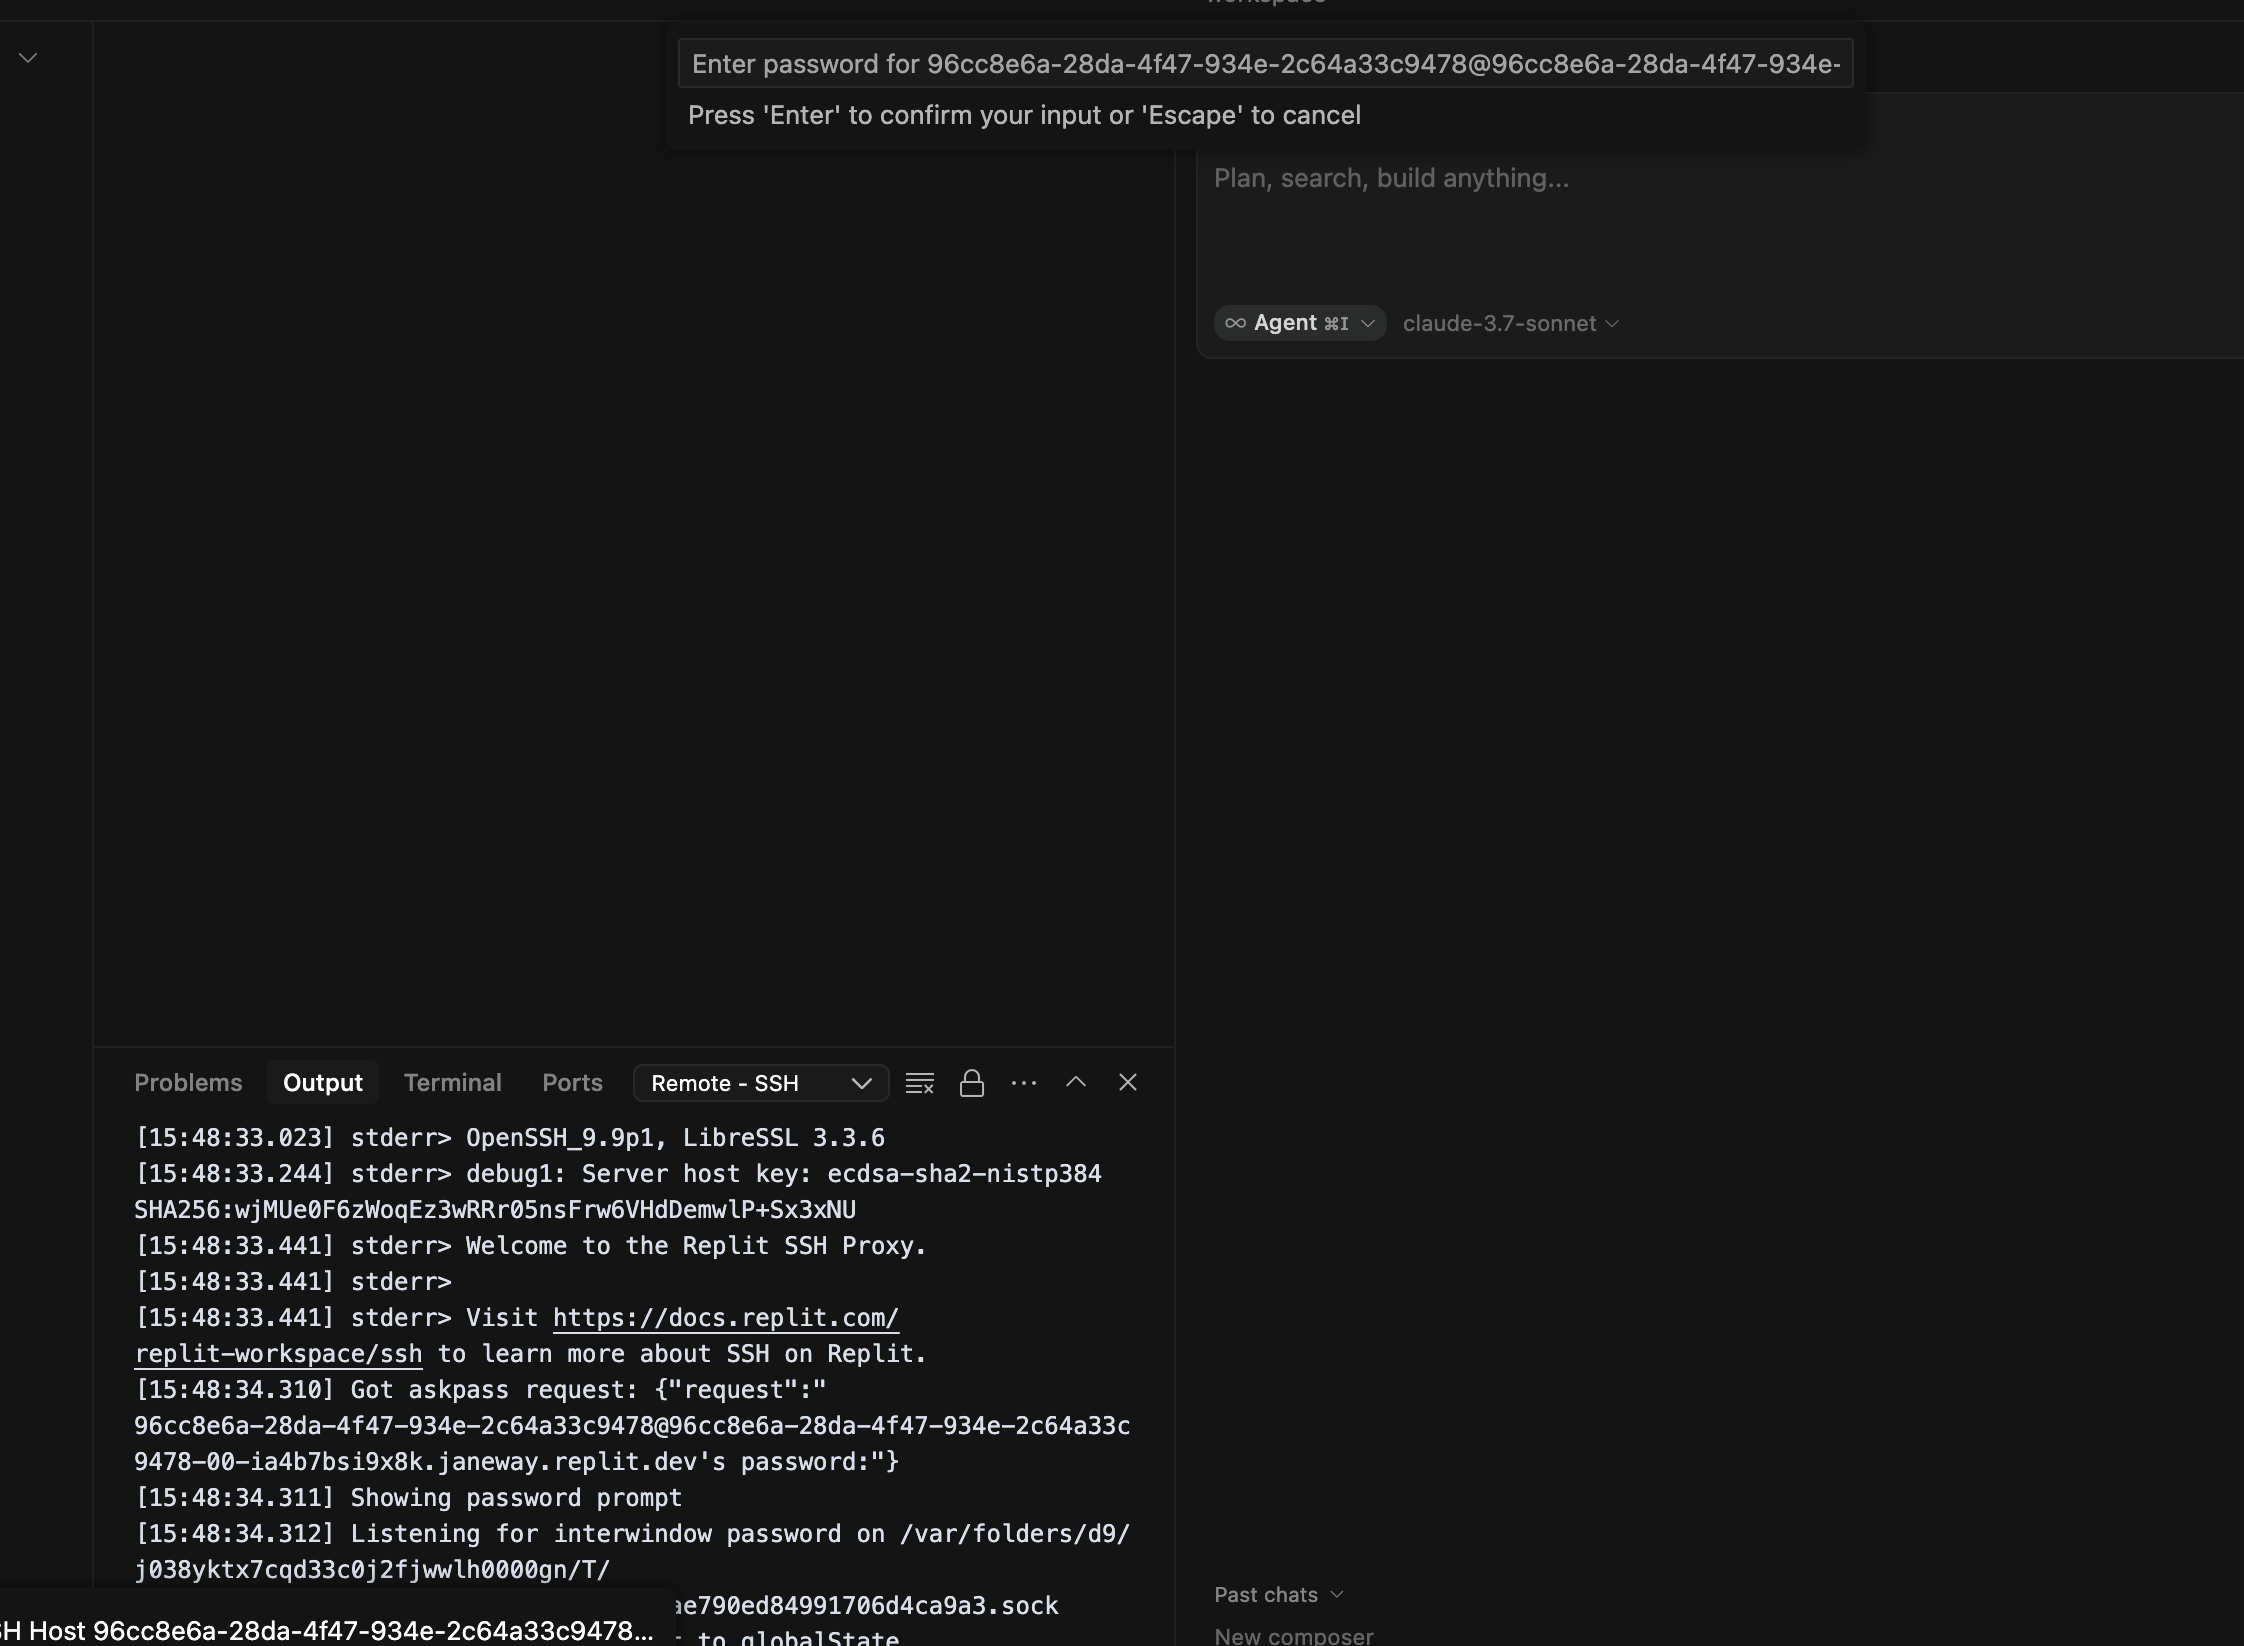 workspace
Enter password for 96cc8e6a-28da-4f47-934e-2c64a33c9478@96cc8e6a-28da-4f47-934e-
Press 'Enter' to confirm your input or 'Escape' to cancel
Plan, search, build anything...
Agent ⌘I claude-3.7-sonnet
Problems Output Terminal Ports Remote - SSH
[15:48:33.023] stderr> OpenSSH_9.9p1, LibreSSL 3.3.6
[15:48:33.244] stderr> debug1: Server host key: ecdsa-sha2-nistp384
SHA256:wjMUe0F6zWoqEz3wRRr05nsFrw6VHdDemwlP+Sx3xNU
[15:48:33.441] stderr> Welcome to the Replit SSH Proxy.
[15:48:33.441] stderr>
[15:48:33.441] stderr> Visit https://docs.replit.com/
replit-workspace/ssh to learn more about SSH on Replit.
[15:48:34.310] Got askpass request: {"request":"
96cc8e6a-28da-4f47-934e-2c64a33c9478@96cc8e6a-28da-4f47-934e-2c64a33c
9478-00-ia4b7bsi9x8k.janeway.replit.dev's password:"}
[15:48:34.311] Showing password prompt
[15:48:34.312] Listening for interwindow password on /var/folders/d9/
j038yktx7cqd33c0j2fjwwlh0000gn/T/
ae790ed84991706d4ca9a3.sock
to globalState
SH Host 96cc8e6a-28da-4f47-934e-2c64a33c9478...
Past chats
New composer